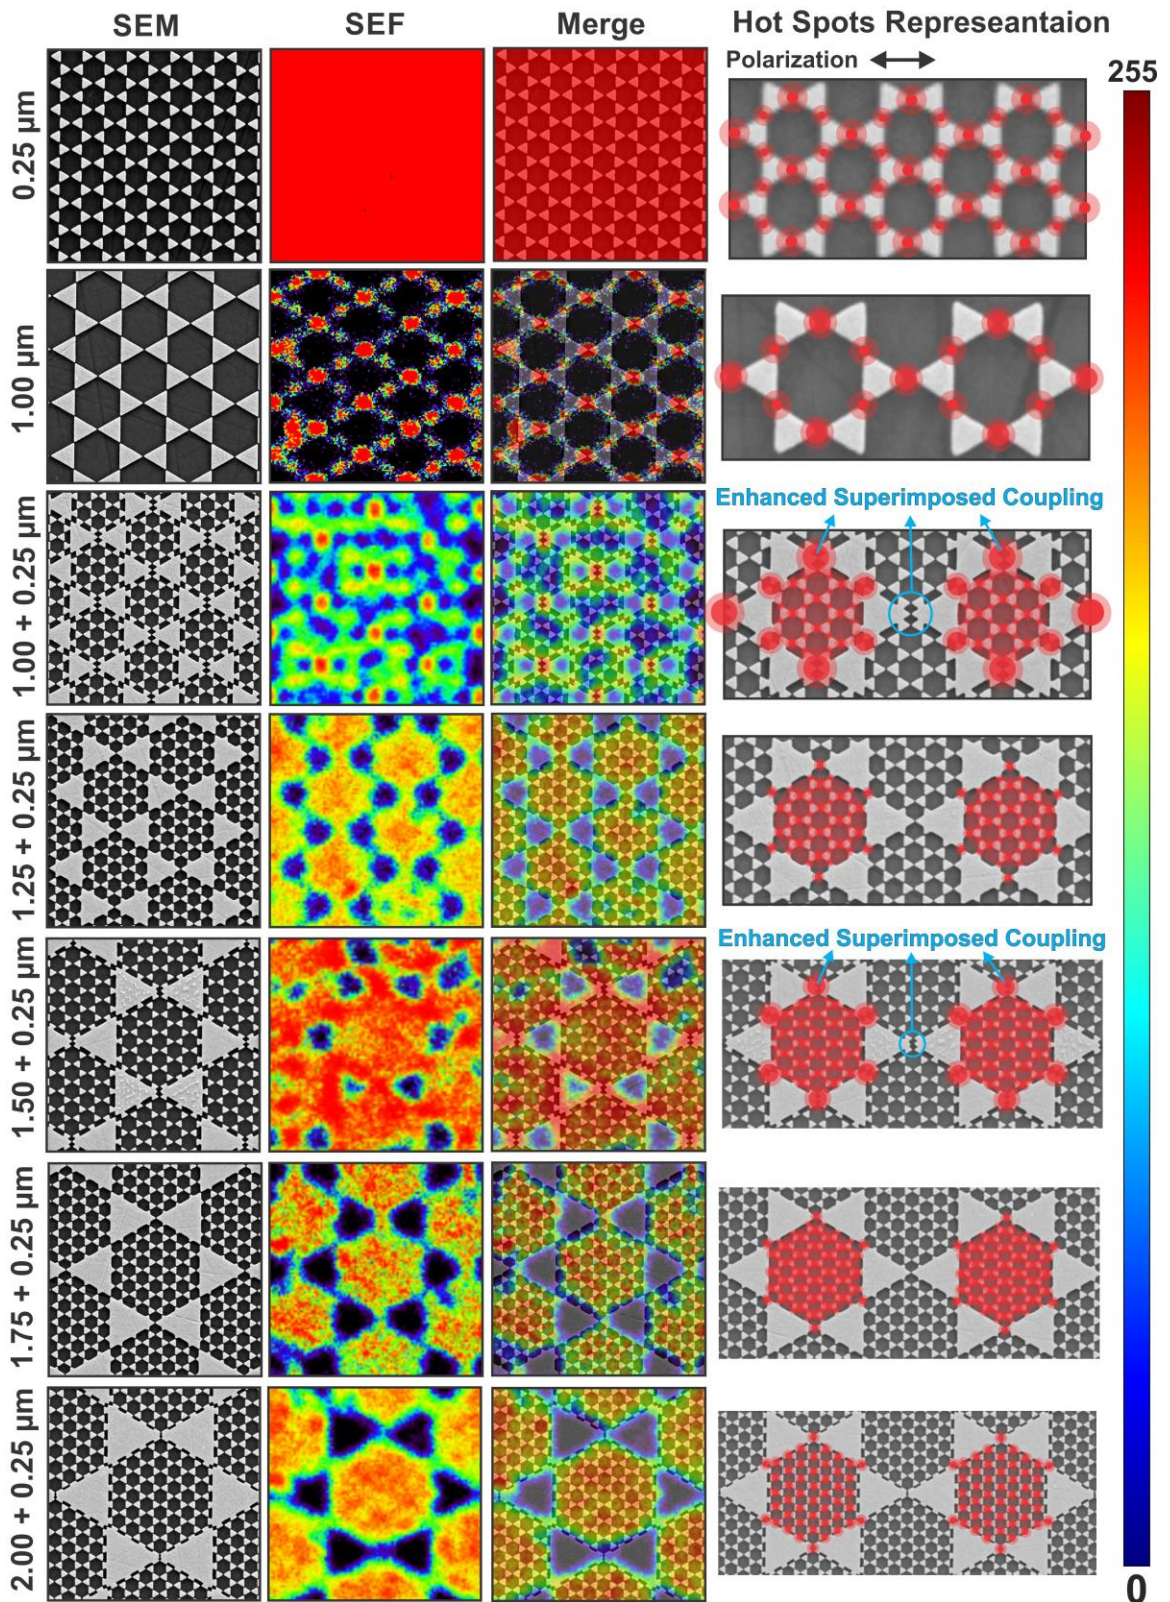 SEM SEF Merge Hot Spots Represeantaion
Polarization
255
0.25 µm
1.00 µm
Enhanced Superimposed Coupling
1.00 + 0.25 µm
1.25 + 0.25 µm
Enhanced Superimposed Coupling
1.50 + 0.25 µm
1.75 + 0.25 µm
2.00 + 0.25 µm
0